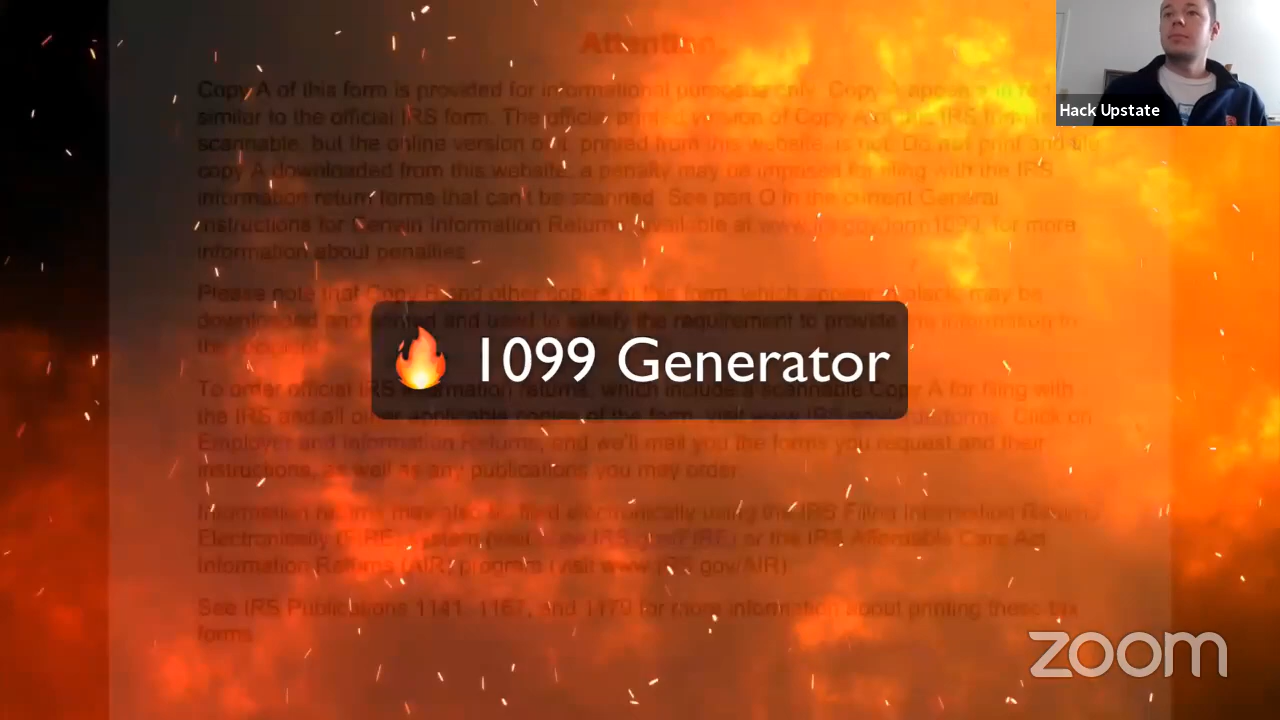 Attention
Copy A of this form is provided for informational purposes only. Copy A appears in red,
similar to the official IRS form. The official printed version of Copy A of this IRS form is
scannable, but the online version of it, printed from this website, is not. Do not print and file
copy A downloaded from this website; a penalty may be imposed for filing with the IRS
information return forms that can't be scanned. See part O in the current General
Instructions for Certain Information Returns, available at www.irs.gov/form1099, for more
information about penalties.
Please note that Copy B and other copies of this form, which appear in black, may be
downloaded and printed and used to satisfy the requirement to provide the information to
the
🔥 1099 Generator
To order official IRS information returns, which include a scannable Copy A for filing with
the IRS and all other applicable copies of the form, visit www.IRS.gov/orderforms. Click on
Employer and Information Returns, and we'll mail you the forms you request and their
instructions, as well as any publications you may order.
Information returns may also be filed electronically using the IRS Filing Information Returns
Electronically (FIRE) system (visit www.IRS.gov/FIRE) or the IRS Affordable Care Act
Information Returns (AIR) program (visit www.IRS.gov/AIR).
See IRS Publications 1141, 1167, and 1179 for more information about printing these tax
forms.
Hack Upstate
zoom